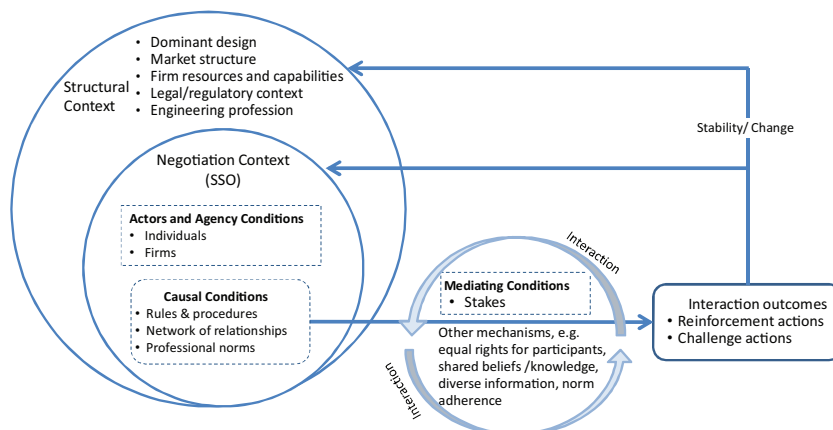 Structural
Context
• Dominant design
• Market structure
• Firm resources and capabilities
• Legal/regulatory context
• Engineering profession
Negotiation Context
(SSO)
Actors and Agency Conditions
• Individuals
• Firms
Causal Conditions
• Rules & procedures
• Network of relationships
• Professional norms
Interaction
Mediating Conditions
• Stakes
Other mechanisms, e.g.
equal rights for participants,
shared beliefs /knowledge,
diverse information, norm
adherence
Interaction
Stability/ Change
Interaction outcomes
• Reinforcement actions
• Challenge actions